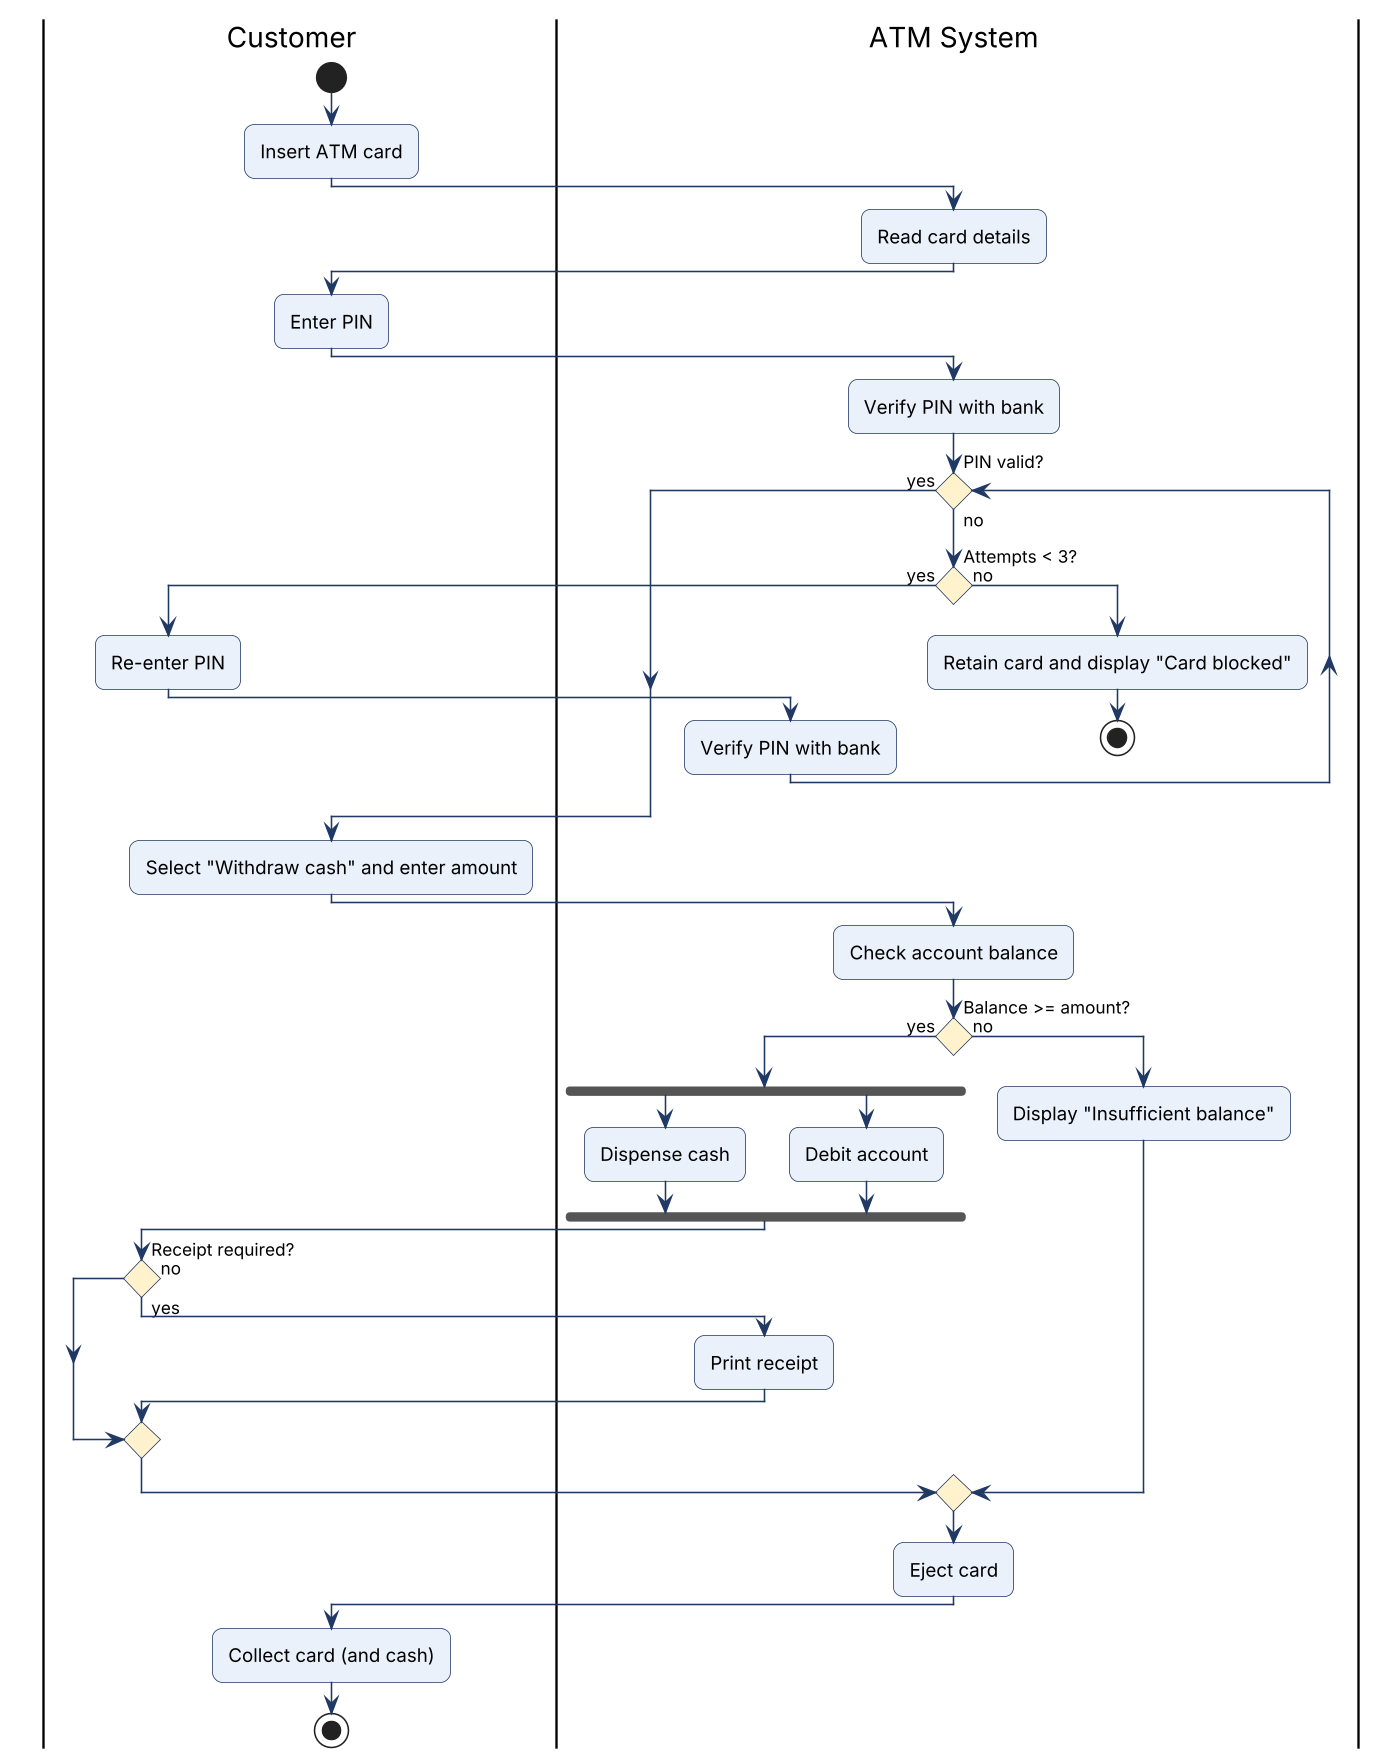 Customer
ATM System
Insert ATM card
Read card details
Enter PIN
Verify PIN with bank
PIN valid?
yes
no
Attempts < 3?
yes
no
Re-enter PIN
Retain card and display "Card blocked"
Verify PIN with bank
Select "Withdraw cash" and enter amount
Check account balance
Balance >= amount?
yes
no
Display "Insufficient balance"
Dispense cash
Debit account
Receipt required?
no
yes
Print receipt
Eject card
Collect card (and cash)